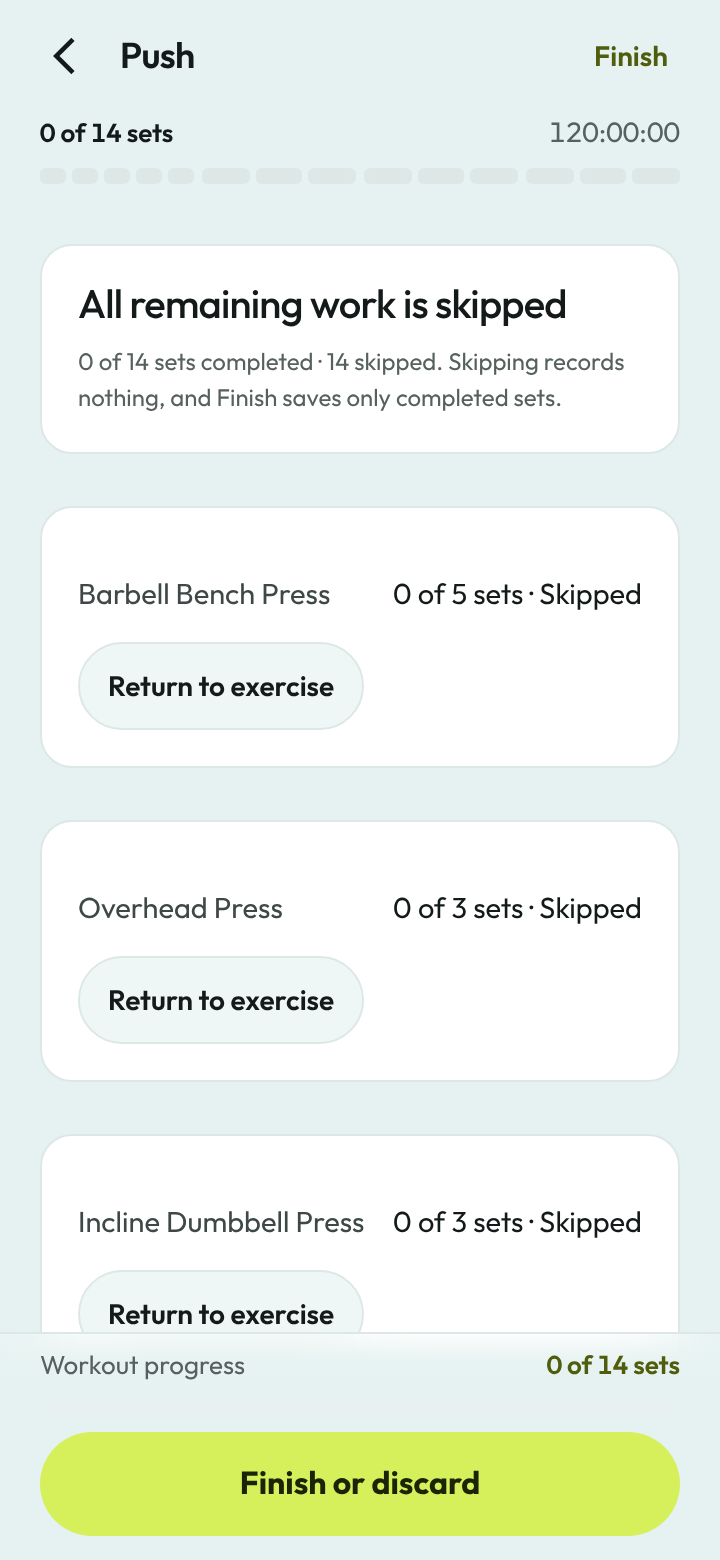 Push
Finish
0 of 14 sets
120:00:00
All remaining work is skipped
0 of 14 sets completed · 14 skipped. Skipping records
nothing, and Finish saves only completed sets.
Barbell Bench Press
0 of 5 sets · Skipped
Return to exercise
Overhead Press
0 of 3 sets · Skipped
Return to exercise
Incline Dumbbell Press
0 of 3 sets · Skipped
Return to exercise
Workout progress
0 of 14 sets
Finish or discard